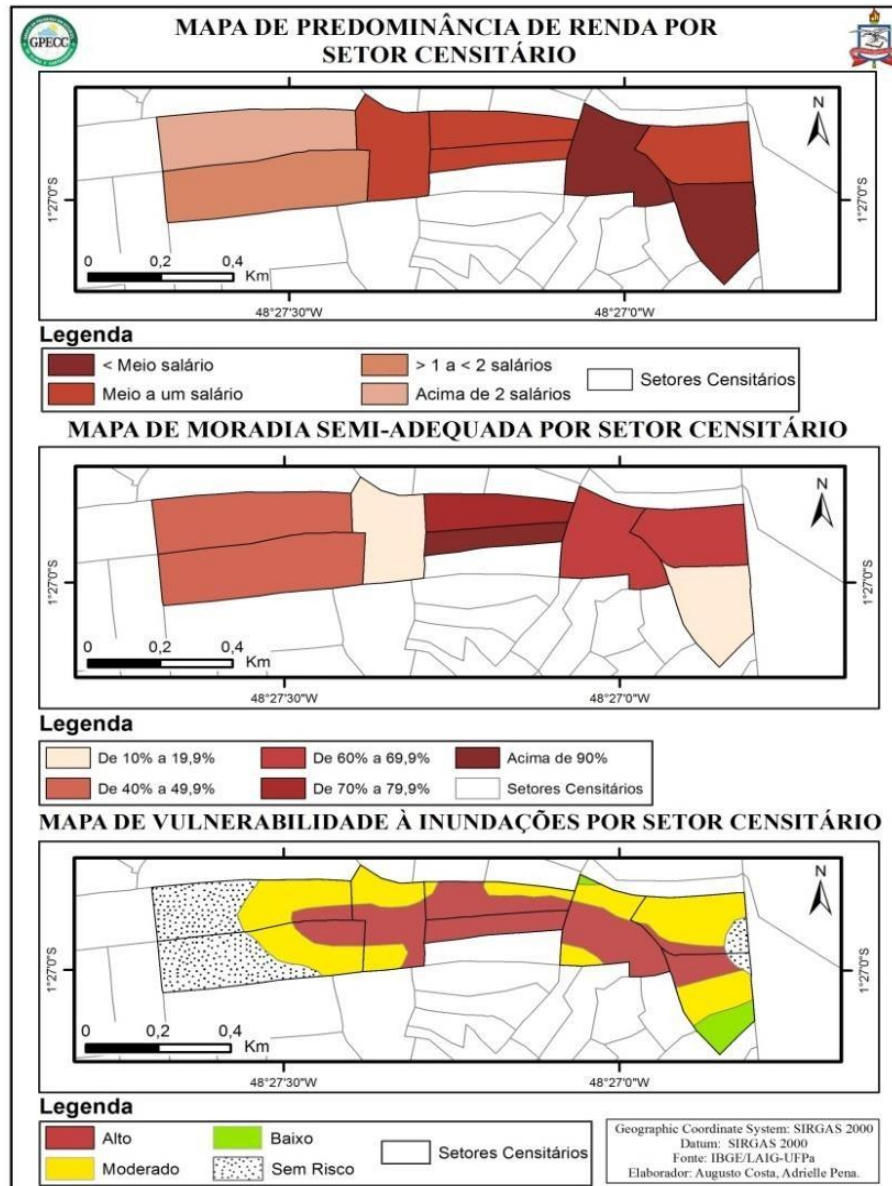 GPECC
MAPA DE PREDOMINÂNCIA DE RENDA POR
SETOR CENSITÁRIO
N
1°27'0"S
1°27'0"S
0 0,2 0,4
Km
48°27'30"W 48°27'0"W
Legenda
< Meio salário > 1 a < 2 salários Setores Censitários
Meio a um salário Acima de 2 salários
MAPA DE MORADIA SEMI-ADEQUADA POR SETOR CENSITÁRIO
N
1°27'0"S
1°27'0"S
0 0,2 0,4
Km
48°27'30"W 48°27'0"W
Legenda
De 10% a 19,9% De 60% a 69,9% Acima de 90%
De 40% a 49,9% De 70% a 79,9% Setores Censitários
MAPA DE VULNERABILIDADE À INUNDAÇÕES POR SETOR CENSITÁRIO
N
1°27'0"S
1°27'0"S
0 0,2 0,4
Km
48°27'30"W 48°27'0"W
Legenda
Alto Baixo Setores Censitários
Moderado Sem Risco
Geographic Coordinate System: SIRGAS 2000
Datum: SIRGAS 2000
Fonte: IBGE/LAIG-UFPa
Elaborador: Augusto Costa, Adrielle Pena.